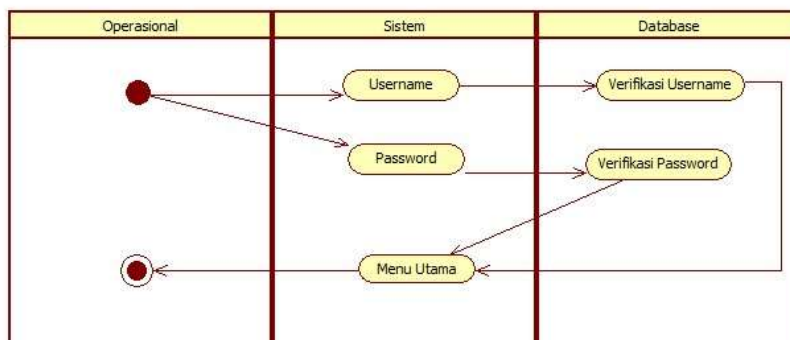 Operasional
Sistem
Database
Username
Verifikasi Username
Password
Verifikasi Password
Menu Utama